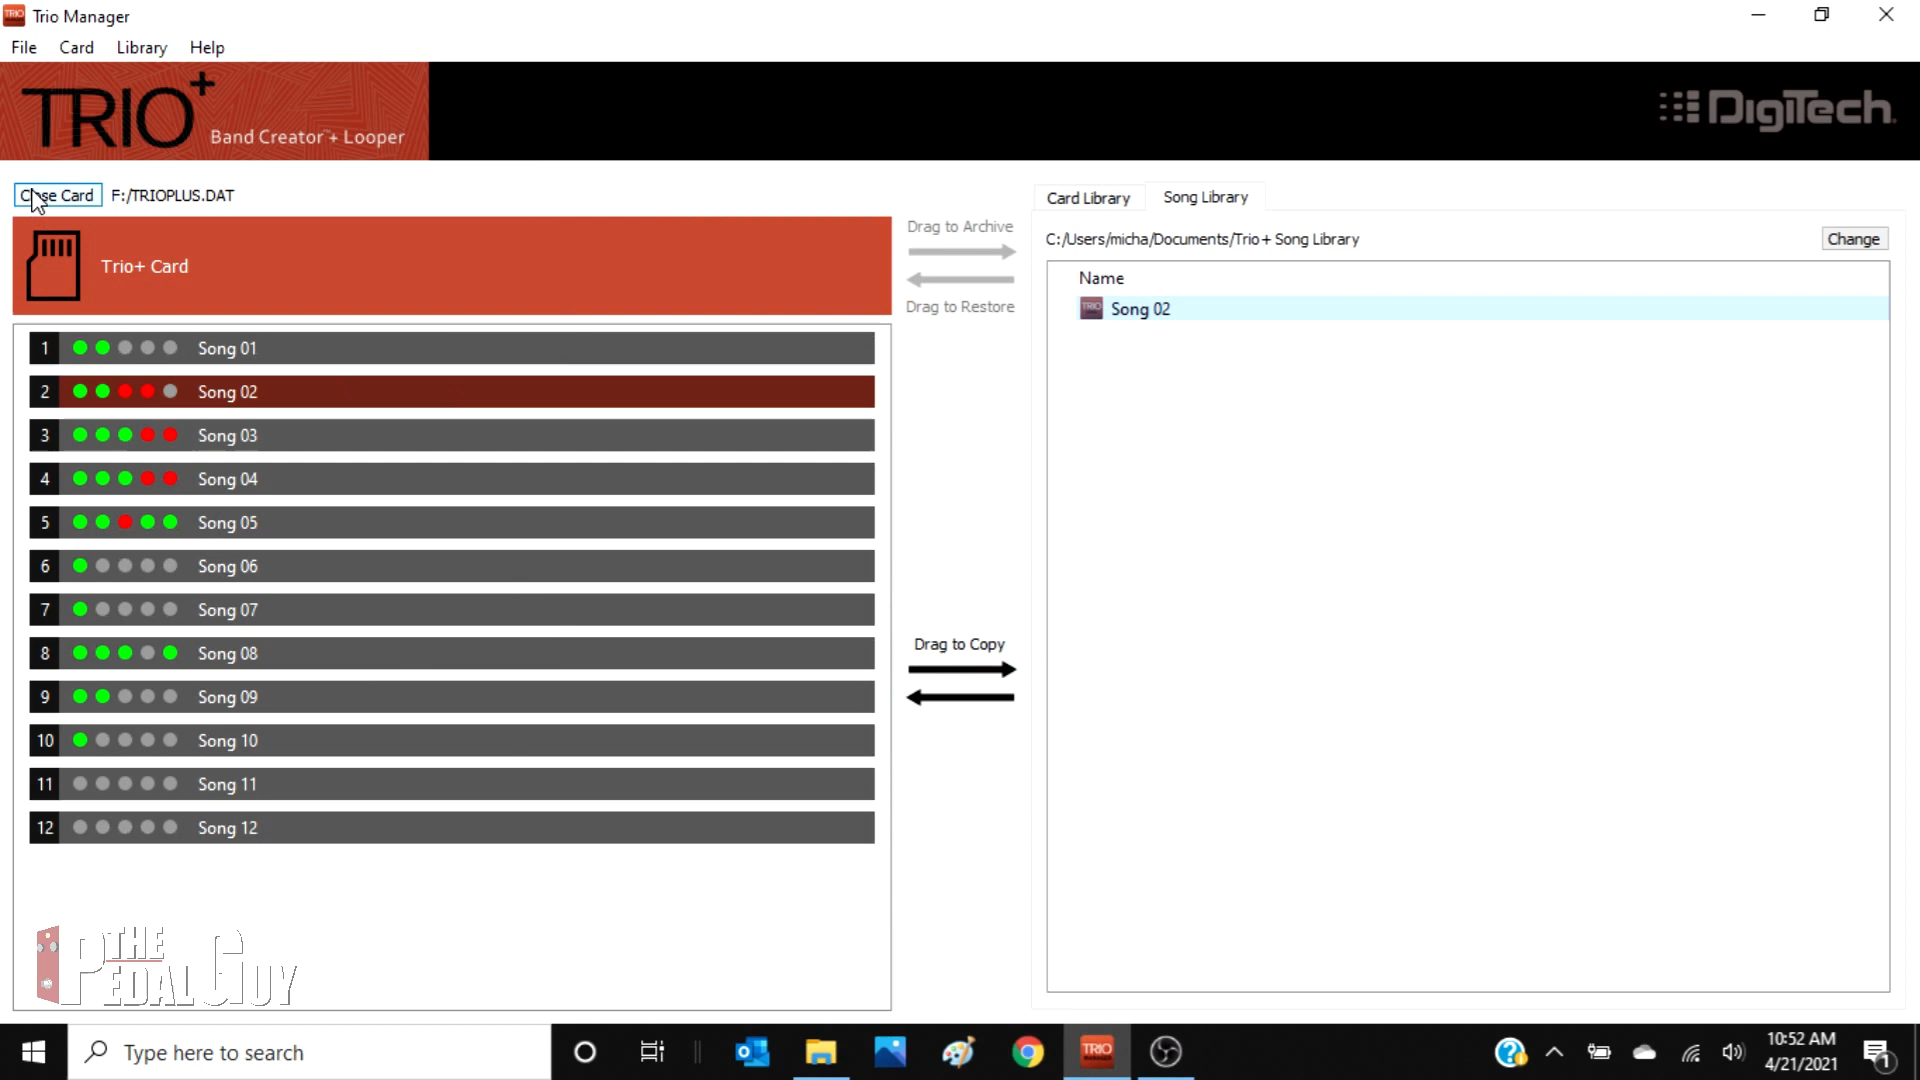 TRIO Trio Manager
File Card Library Help
TRIO+ Band Creator™+ Looper
DigiTech.
Close Card F:/TRIOPLUS.DAT
Trio+ Card
1 Song 01
2 Song 02
3 Song 03
4 Song 04
5 Song 05
6 Song 06
7 Song 07
8 Song 08
9 Song 09
10 Song 10
11 Song 11
12 Song 12
THE
PEDAL GUY
Drag to Archive
Drag to Restore
Drag to Copy
Card Library Song Library
C:/Users/micha/Documents/Trio+ Song Library Change
Name
TRIO Song 02
Type here to search
TRIO
10:52 AM
4/21/2021
1